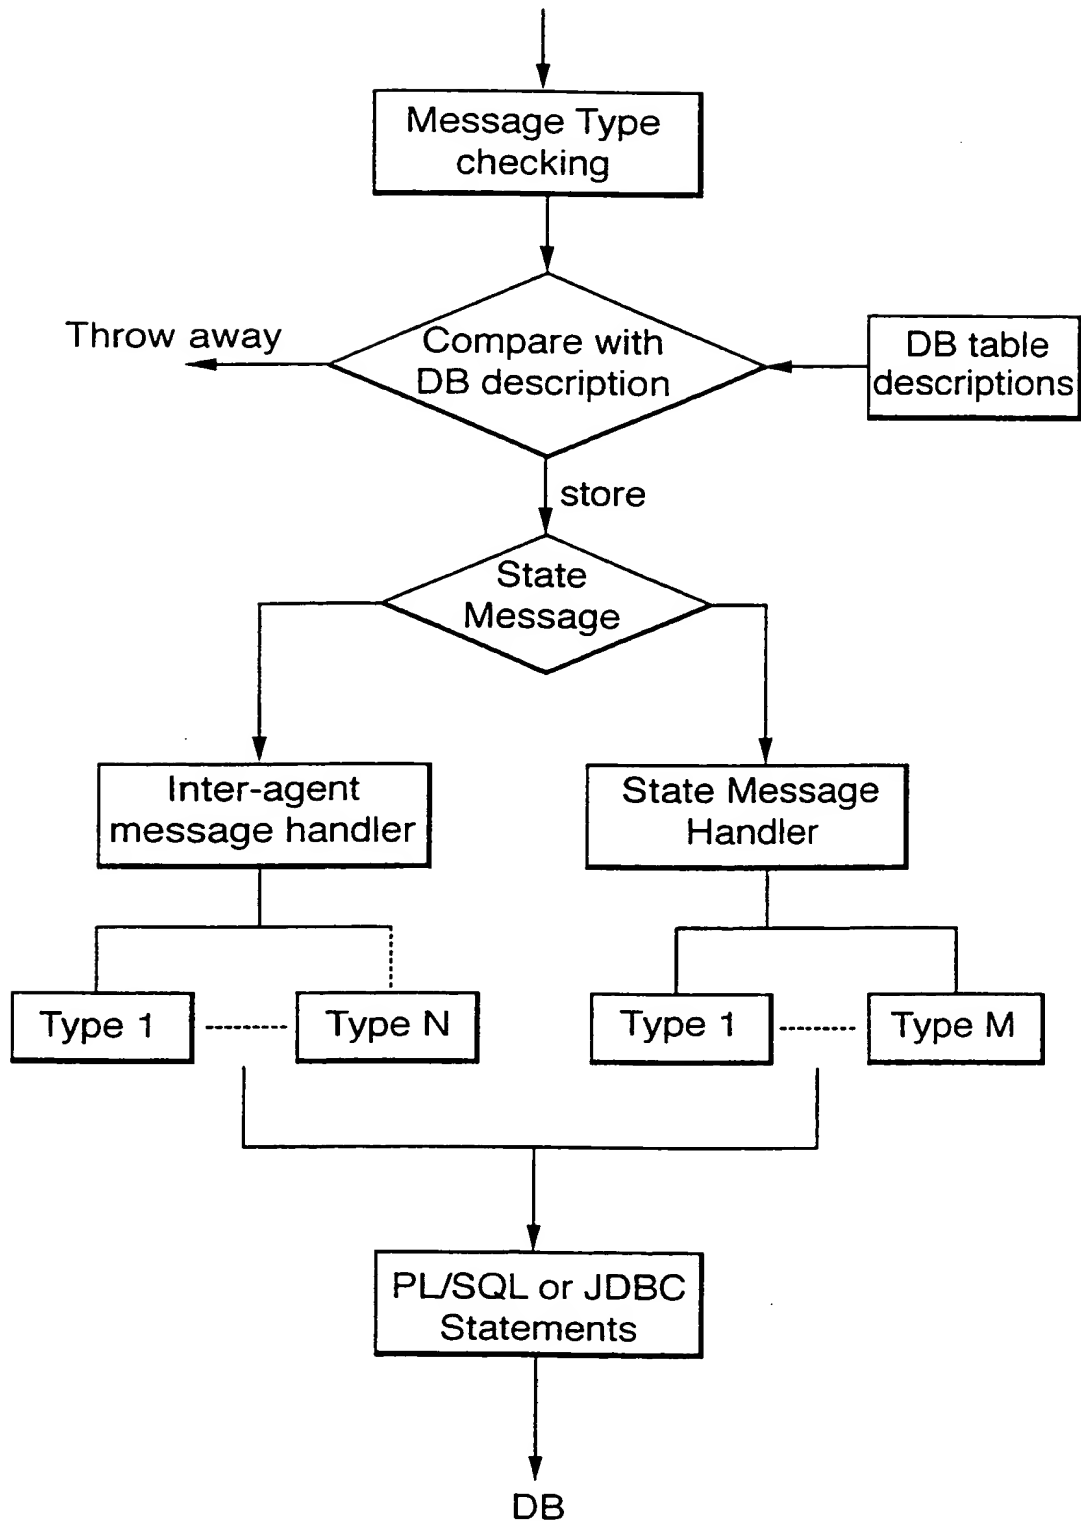 Message Type
checking
Throw away
Compare with
DB description
DB table
descriptions
store
State
Message
Inter-agent
message handler
State Message
Handler
Type 1
Type N
Type 1
Type M
PL/SQL or JDBC
Statements
DB